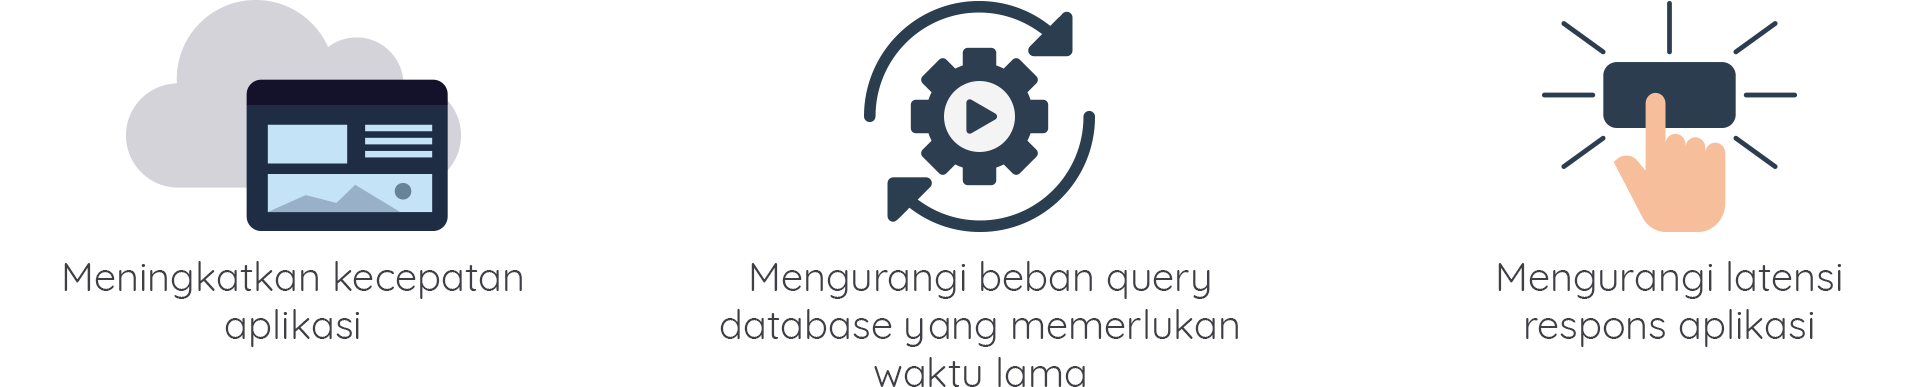 Meningkatkan kecepatan
aplikasi
Mengurangi beban query
database yang memerlukan
waktu lama
Mengurangi latensi
respons aplikasi